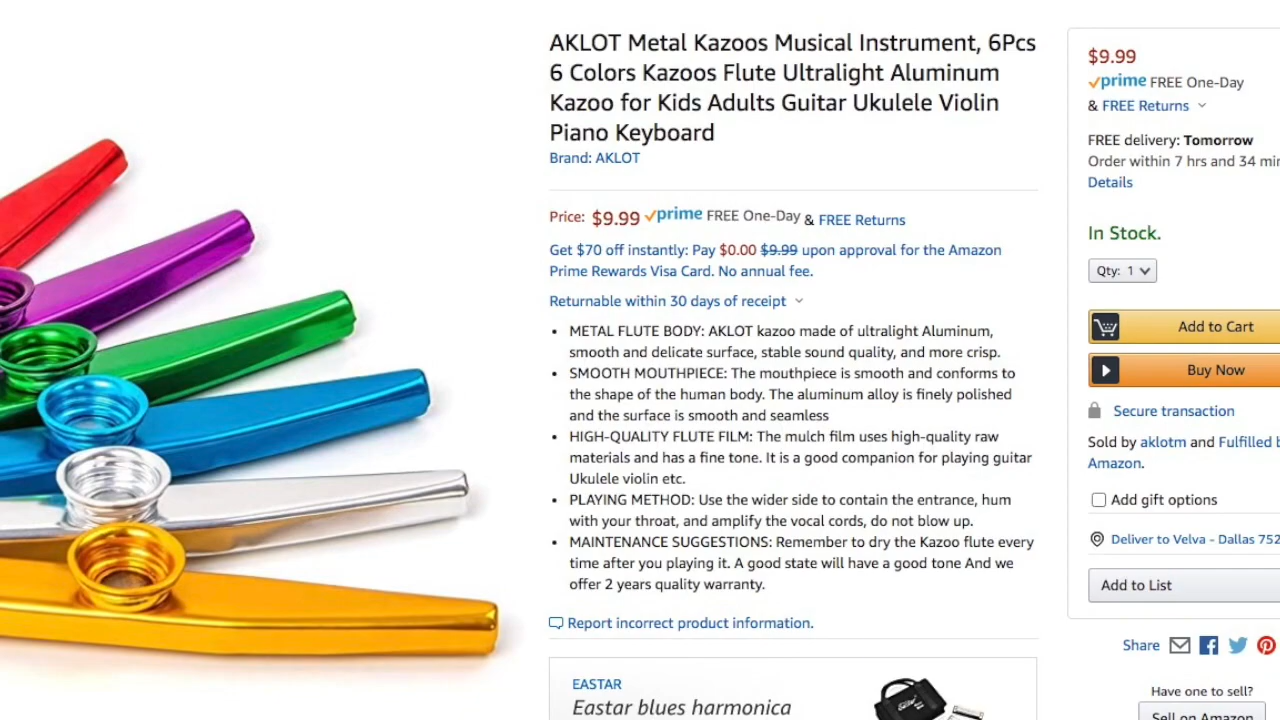 AKLOT Metal Kazoos Musical Instrument, 6Pcs
6 Colors Kazoos Flute Ultralight Aluminum
Kazoo for Kids Adults Guitar Ukulele Violin
Piano Keyboard
Brand: AKLOT
Price: $9.99 prime FREE One-Day & FREE Returns
Get $70 off instantly: Pay $0.00 $9.99 upon approval for the Amazon
Prime Rewards Visa Card. No annual fee.
Returnable within 30 days of receipt
• METAL FLUTE BODY: AKLOT kazoo made of ultralight Aluminum,
smooth and delicate surface, stable sound quality, and more crisp.
• SMOOTH MOUTHPIECE: The mouthpiece is smooth and conforms to
the shape of the human body. The aluminum alloy is finely polished
and the surface is smooth and seamless
• HIGH-QUALITY FLUTE FILM: The mulch film uses high-quality raw
materials and has a fine tone. It is a good companion for playing guitar
Ukulele violin etc.
• PLAYING METHOD: Use the wider side to contain the entrance, hum
with your throat, and amplify the vocal cords, do not blow up.
• MAINTENANCE SUGGESTIONS: Remember to dry the Kazoo flute every
time after you playing it. A good state will have a good tone And we
offer 2 years quality warranty.
Report incorrect product information.
EASTAR
Eastar blues harmonica
$9.99
prime FREE One-Day
& FREE Returns
FREE delivery: Tomorrow
Order within 7 hrs and 34
Details
In Stock.
Qty: 1
Add to Cart
Buy Now
Secure transaction
Sold by aklotm and Fulfilled
Amazon.
Add gift options
Deliver to Velva - Dallas 752
Add to List
Share
Have one to sell?
Sell on Amazon